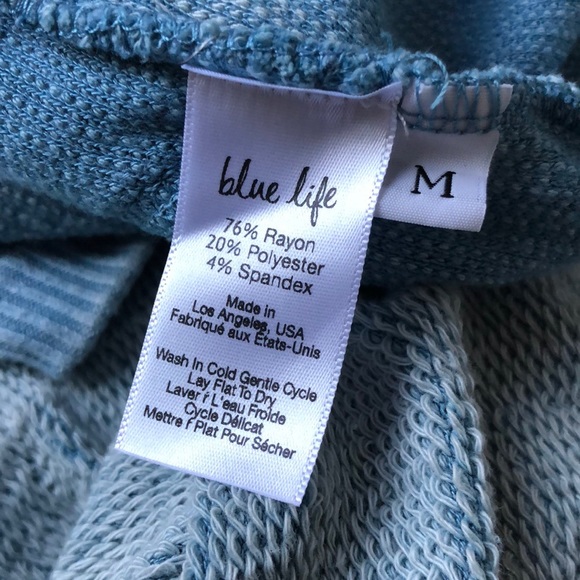 blue life
M
76% Rayon
20% Polyester
4% Spandex
Made in
Los Angeles, USA
Fabriqué aux États-Unis
Wash In Cold Gentle Cycle
Lay Flat To Dry
Laver ґ L'eau Froide
Cycle Délicat
Mettre ґ Plat Pour Sécher